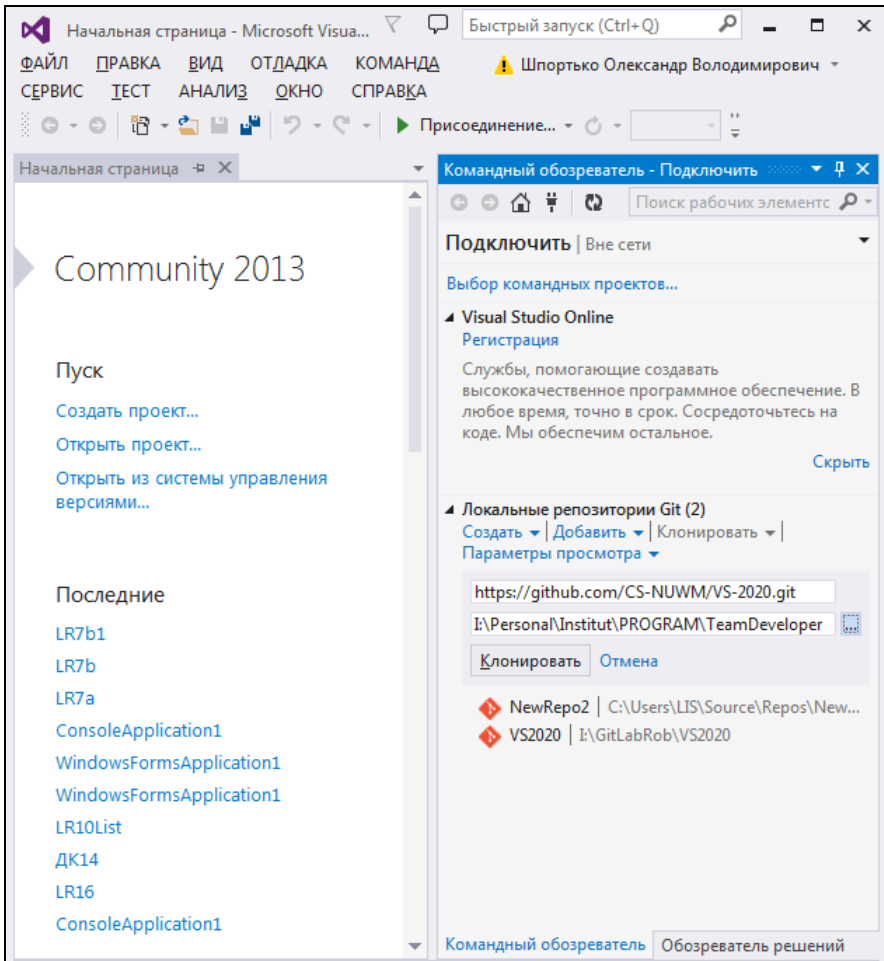 Начальная страница - Microsoft Visua...
Быстрый запуск (Ctrl+Q)
ФАЙЛ ПРАВКА ВИД ОТЛАДКА КОМАНДА
Шпортько Олександр Володимирович
СЕРВИС ТЕСТ АНАЛИЗ ОКНО СПРАВКА
Присоединение...
Начальная страница
Community 2013
Пуск
Создать проект...
Открыть проект...
Открыть из системы управления
версиями...
Последние
LR7b1
LR7b
LR7a
ConsoleApplication1
WindowsFormsApplication1
WindowsFormsApplication1
LR10List
ДК14
LR16
ConsoleApplication1
Командный обозреватель - Подключить
Поиск рабочих элементс
Подключить | Вне сети
Выбор командных проектов...
Visual Studio Online
Регистрация
Службы, помогающие создавать
высококачественное программное обеспечение. В
любое время, точно в срок. Сосредоточьтесь на
коде. Мы обеспечим остальное.
Скрыть
Локальные репозитории Git (2)
Создать | Добавить | Клонировать |
Параметры просмотра
https://github.com/CS-NUWM/VS-2020.git
I:\Personal\Institut\PROGRAM\TeamDeveloper
...
Клонировать Отмена
NewRepo2 | C:\Users\LIS\Source\Repos\New...
VS2020 | I:\GitLabRob\VS2020
Командный обозреватель Обозреватель решений